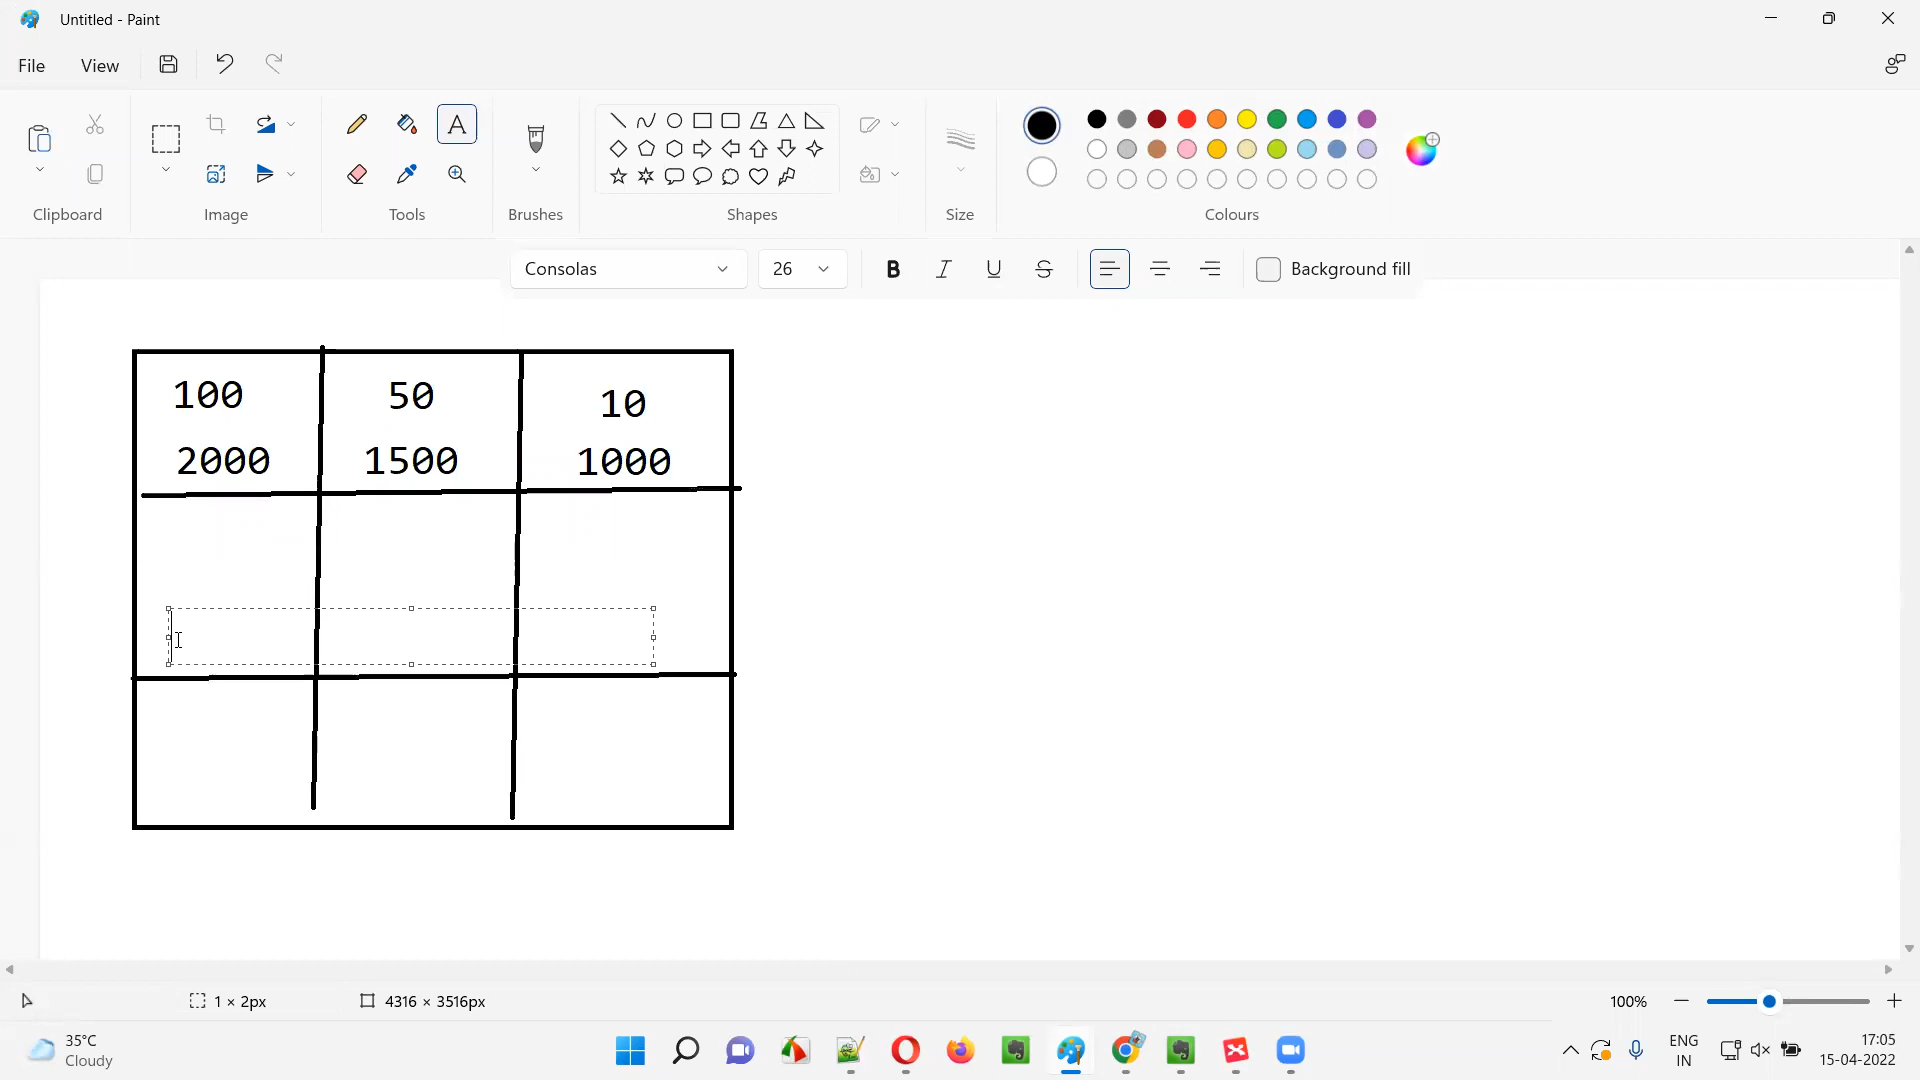 Untitled - Paint
File
View
Clipboard
Image
Tools
Brushes
Shapes
Size
Colours
A
Consolas
26
B
I
U
S
Background fill
100
50
10
2000
1500
1000
1 × 2px
4316 × 3516px
100%
35°C
Cloudy
ENG
IN
17:05
15-04-2022